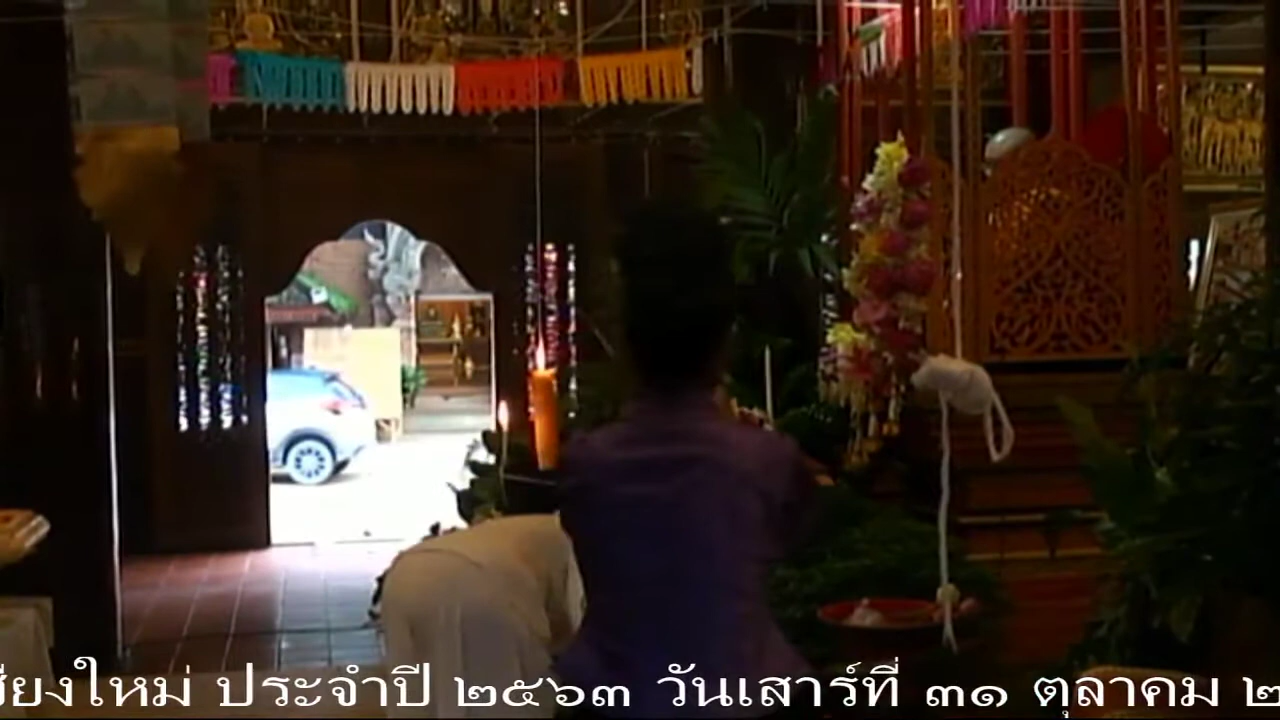 ชียงใหม่ ประจำปี ๒๕๖๓ วันเสาร์ที่ ๓๑ ตุลาคม ๒